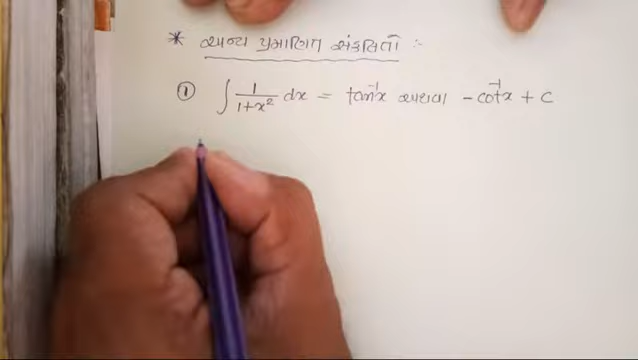 * અન્ય પ્રમાણિત સંકલિતો :-
① ∫ 1/(1+x²) dx = tan⁻¹x અથવા - cot⁻¹x + c